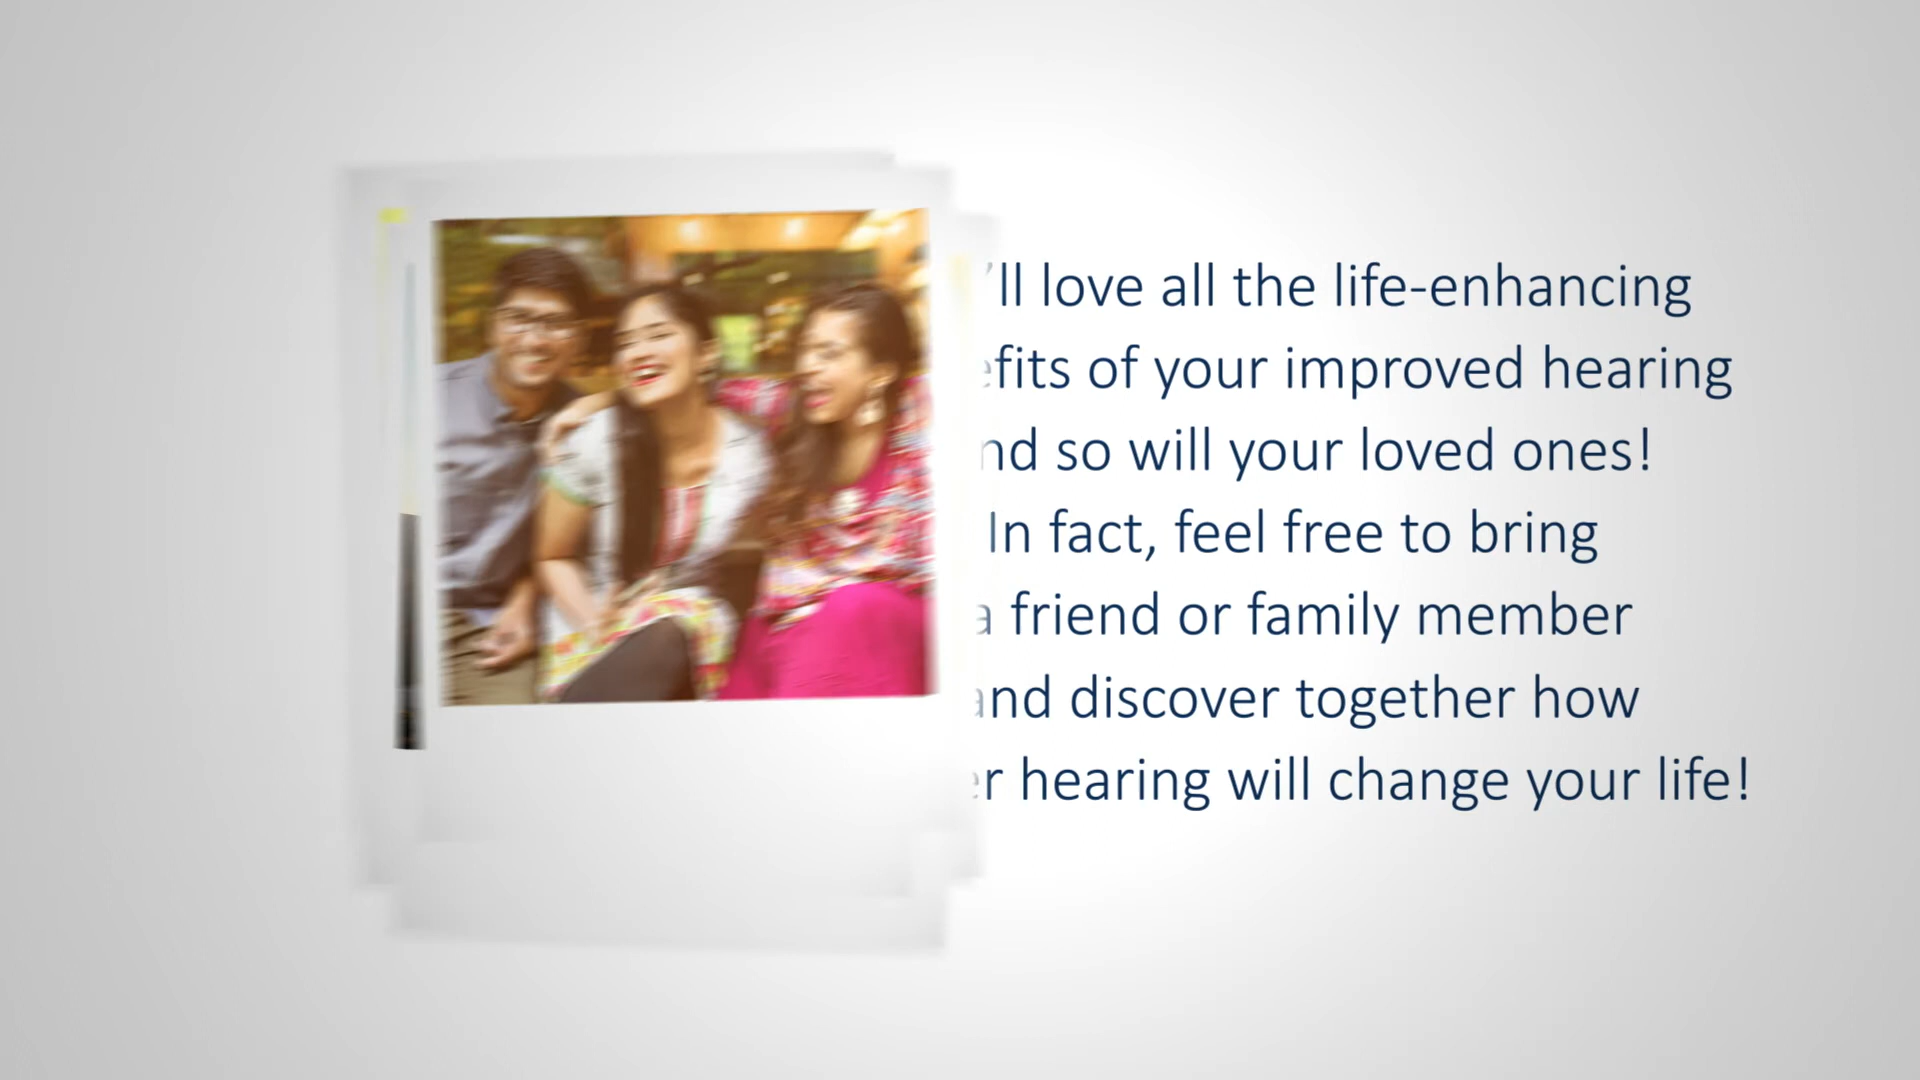 'll love all the life-enhancing
efits of your improved hearing
nd so will your loved ones!
In fact, feel free to bring
a friend or family member
and discover together how
er hearing will change your life!